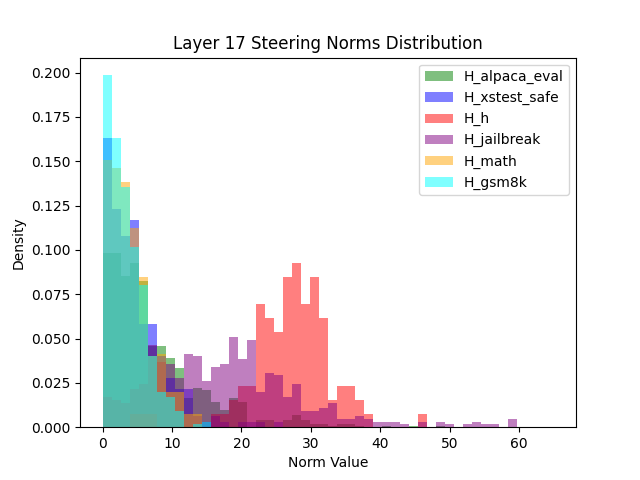 Layer 17 Steering Norms Distribution
0.200
0.175
0.150
0.125
0.100
0.075
0.050
0.025
0.000
Density
H_alpaca_eval
H_xstest_safe
H_h
H_jailbreak
H_math
H_gsm8k
0 10 20 30 40 50 60
Norm Value